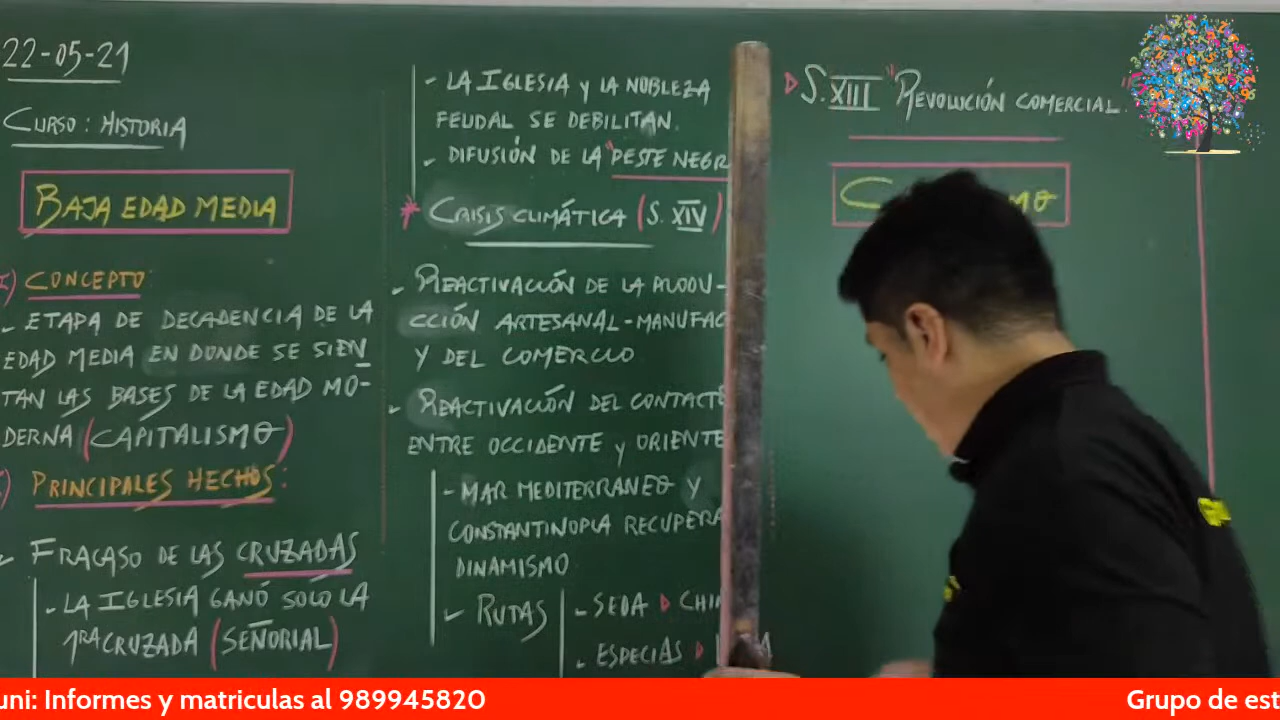 22-05-21
CURSO: HISTORIA
BAJA EDAD MEDIA
I) CONCEPTO
- ETAPA DE DECADENCIA DE LA
EDAD MEDIA EN DONDE SE SIEN
TAN LAS BASES DE LA EDAD MO-
DERNA (CAPITALISMO)
) PRINCIPALES HECHOS:
- FRACASO DE LAS CRUZADAS
- LA IGLESIA GANÓ SOLO LA
1RA CRUZADA (SEÑORIAL)
- LA IGLESIA Y LA NOBLEZA
FEUDAL SE DEBILITAN.
- DIFUSIÓN DE LA "PESTE NEGR
* CRISIS CLIMÁTICA (S. XIV)
- REACTIVACIÓN DE LA PRODU-
CCIÓN ARTESANAL-MANUFAC
Y DEL COMERCIO
- REACTIVACIÓN DEL CONTACTO
ENTRE OCCIDENTE Y ORIENTE
- MAR MEDITERRANEO Y
CONSTANTINOPLA RECUPERA
DINAMISMO
- RUTAS
- SEDA CHI
- ESPECIAS
S. XIII "REVOLUCIÓN COMERCIAL"
uni: Informes y matriculas al 989945820
Grupo de est